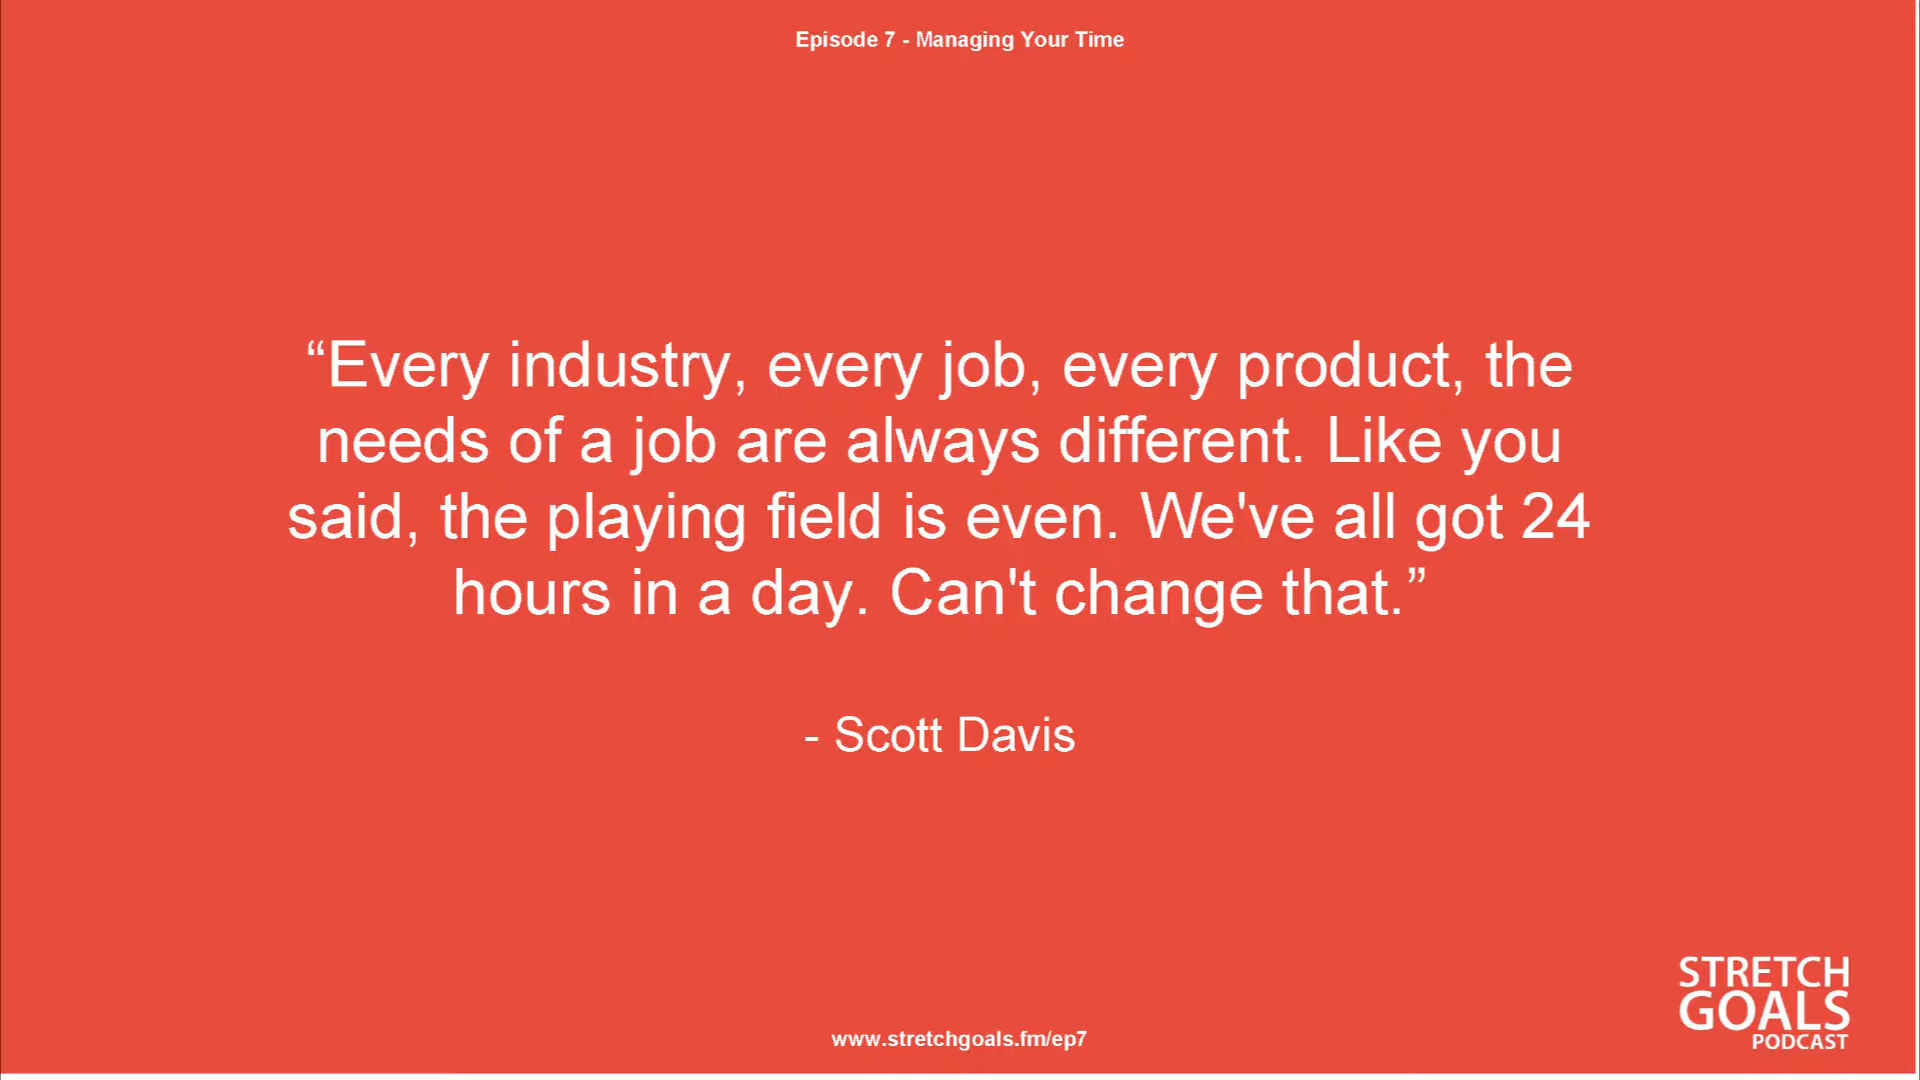 Episode 7 - Managing Your Time
“Every industry, every job, every product, the
needs of a job are always different. Like you
said, the playing field is even. We've all got 24
hours in a day. Can't change that.”
- Scott Davis
STRETCH
GOALS
PODCAST
www.stretchgoals.fm/ep7